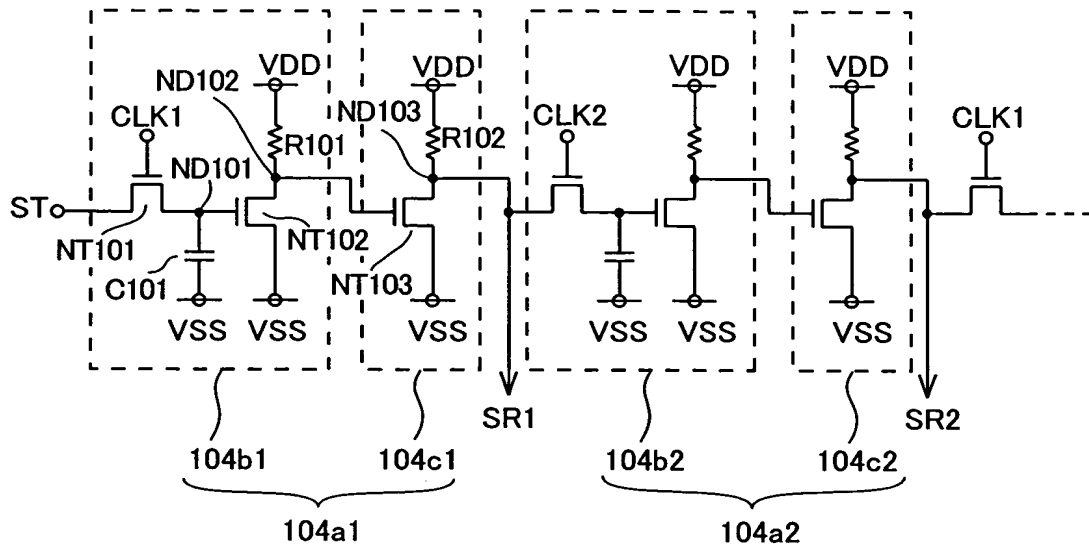 VDD
VDD
VDD
VDD
ND102
ND103
CLK1
R101
R102
CLK2
CLK1
ND101
ST
NT101
NT102
C101
NT103
VSS
VSS
VSS
VSS
VSS
VSS
SR1
SR2
104b1
104c1
104b2
104c2
104a1
104a2